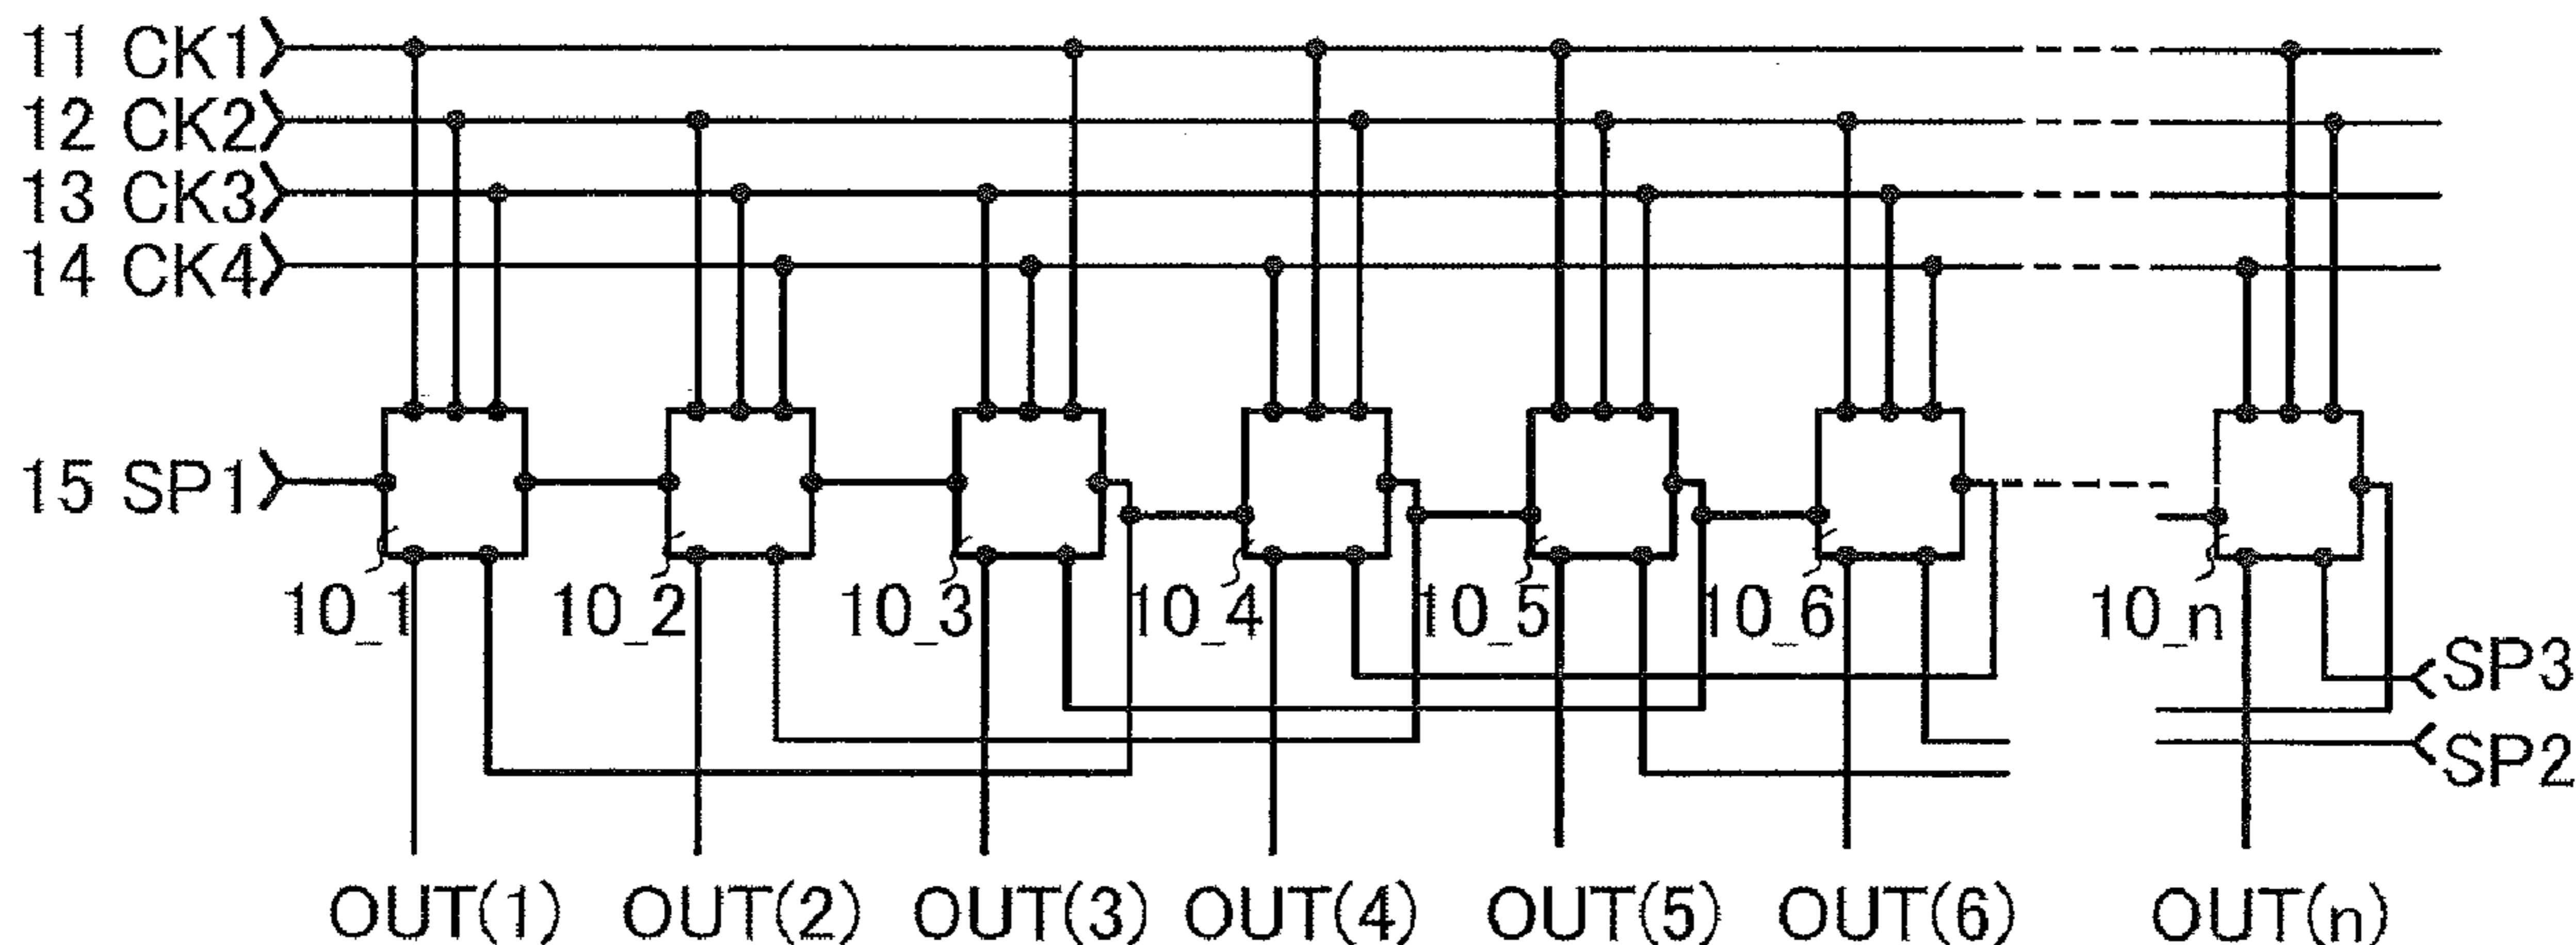 11 CK1
12 CK2
13 CK3
14 CK4
15 SP1
10_1 10_2 10_3 10_4 10_5 10_6 10_n
SP3
SP2
OUT(1) OUT(2) OUT(3) OUT(4) OUT(5) OUT(6) OUT(n)